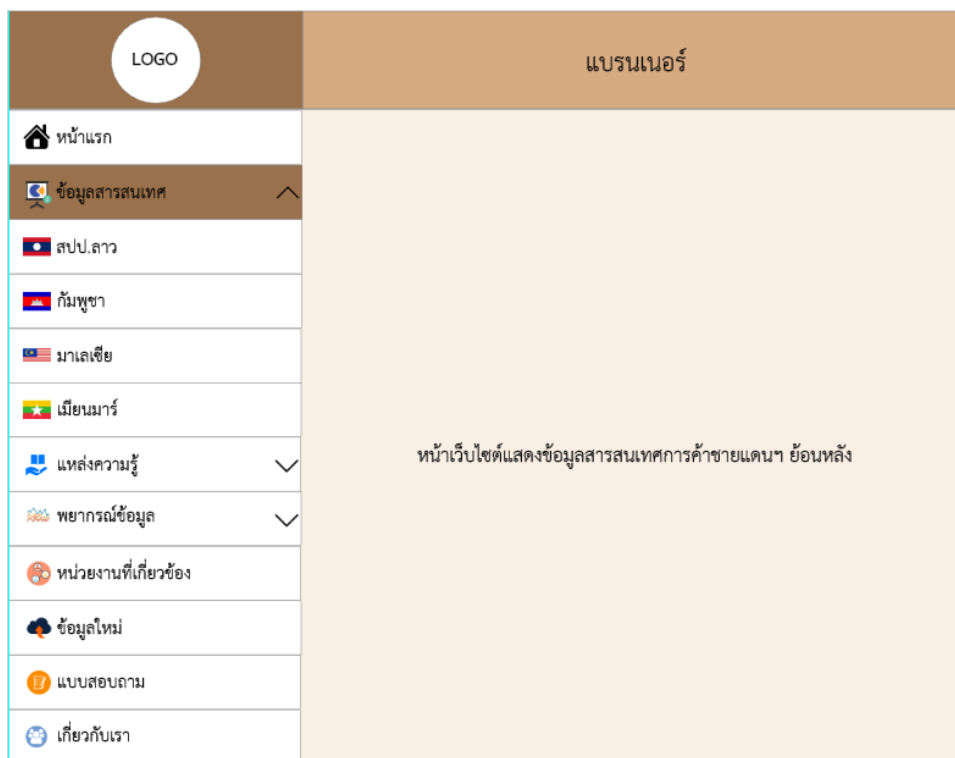 LOGO
แบรนเนอร์
หน้าแรก
ข้อมูลสารสนเทศ
สปป.ลาว
กัมพูชา
มาเลเซีย
เมียนมาร์
แหล่งความรู้
พยากรณ์ข้อมูล
หน่วยงานที่เกี่ยวข้อง
ข้อมูลใหม่
แบบสอบถาม
เกี่ยวกับเรา
หน้าเว็บไซต์แสดงข้อมูลสารสนเทศการค้าชายแดนฯ ย้อนหลัง